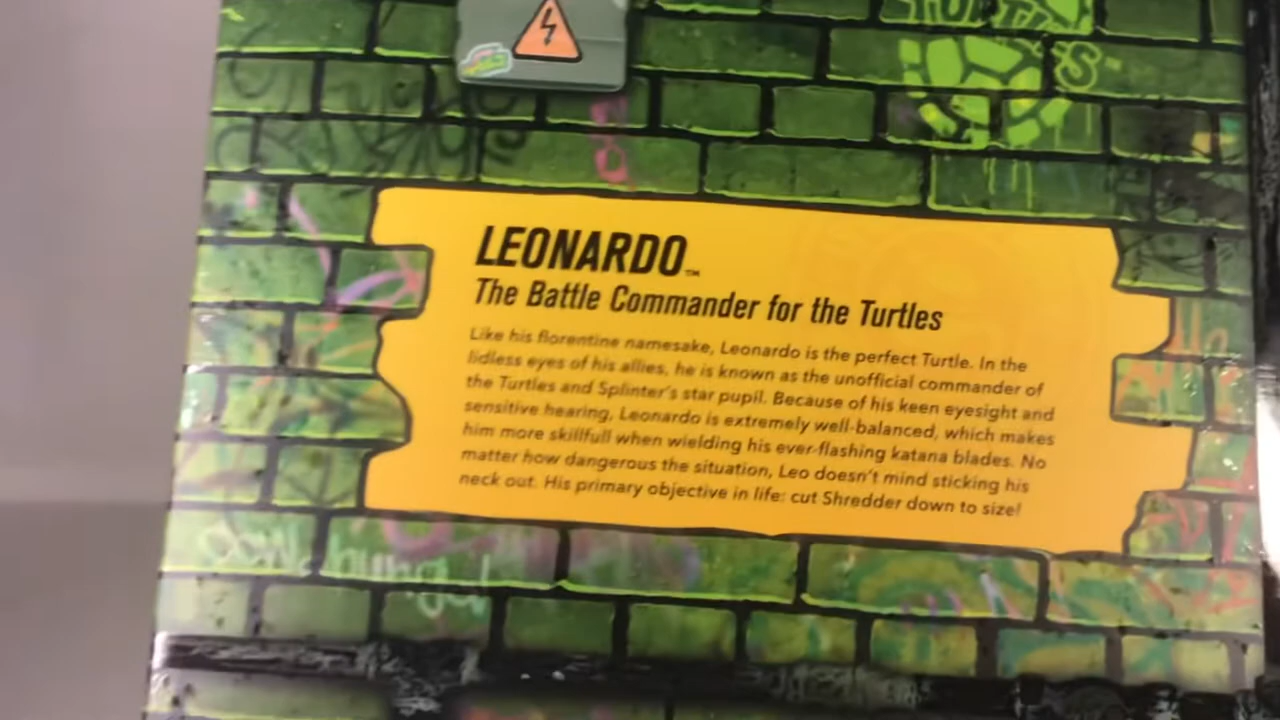 TURTLES
LEONARDO™
The Battle Commander for the Turtles
Like his florentine namesake, Leonardo is the perfect Turtle. In the
lidless eyes of his allies, he is known as the unofficial commander of
the Turtles and Splinter's star pupil. Because of his keen eyesight and
sensitive hearing, Leonardo is extremely well-balanced, which makes
him more skillfull when wielding his ever-flashing katana blades. No
matter how dangerous the situation, Leo doesn't mind sticking his
neck out. His primary objective in life: cut Shredder down to size!